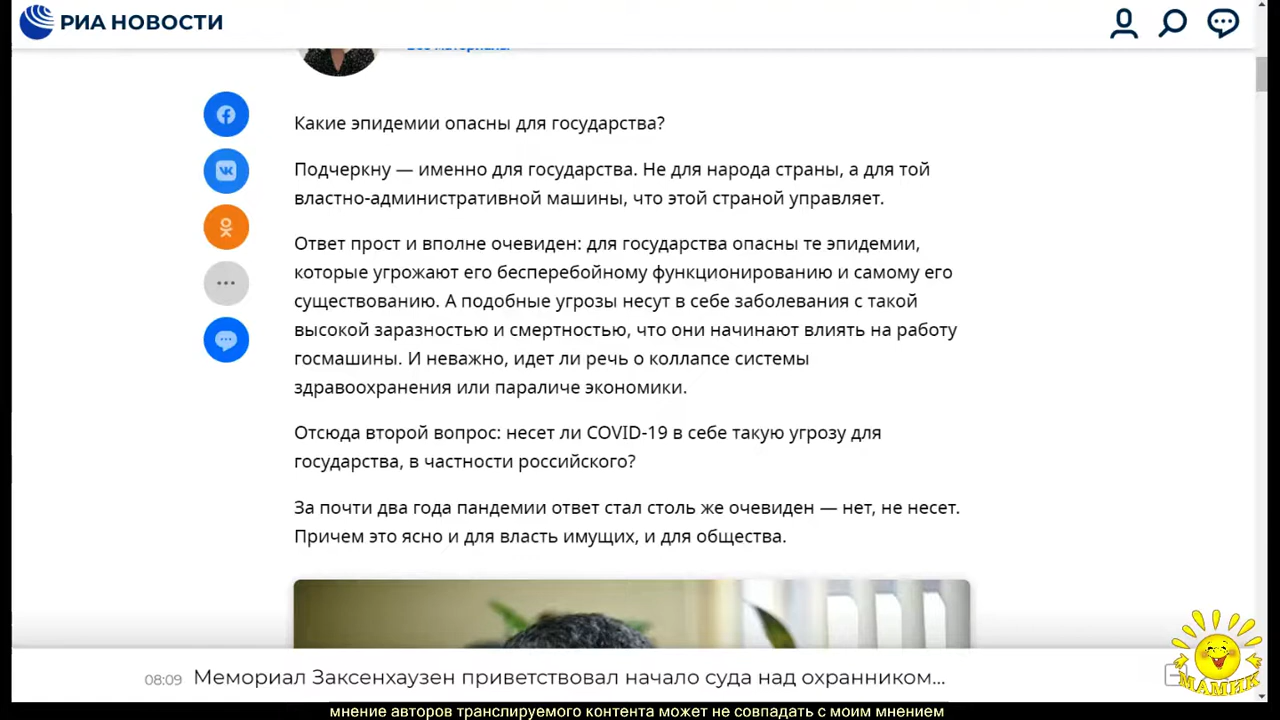 РИА НОВОСТИ
Какие эпидемии опасны для государства?
Подчеркну — именно для государства. Не для народа страны, а для той
властно-административной машины, что этой страной управляет.
Ответ прост и вполне очевиден: для государства опасны те эпидемии,
которые угрожают его бесперебойному функционированию и самому его
существованию. А подобные угрозы несут в себе заболевания с такой
высокой заразностью и смертностью, что они начинают влиять на работу
госмашины. И неважно, идет ли речь о коллапсе системы
здравоохранения или параличе экономики.
Отсюда второй вопрос: несет ли COVID-19 в себе такую угрозу для
государства, в частности российского?
За почти два года пандемии ответ стал столь же очевиден — нет, не несет.
Причем это ясно и для власть имущих, и для общества.
08:09 Мемориал Заксенхаузен приветствовал начало суда над охранником...
МАМИК
мнение авторов транслируемого контента может не совпадать с моим мнением